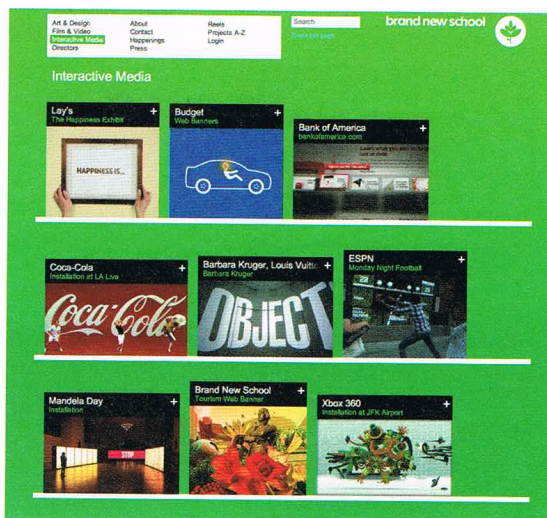 Art & Design
Film & Video
Interactive Media
Directors
About
Contact
Happenings
Press
Reels
Projects A-Z
Login
Search
brand new school
Interactive Media
Lay's +
The Happiness Exhibit
HAPPINESS IS...
Budget +
Web Banners
Bank of America +
bankofamerica.com
Coca-Cola +
Installation at LA Live
Coca-Cola
Barbara Kruger, Louis Vuitto +
Barbara Kruger
OBJECT
ESPN +
Monday Night Football
Mandela Day +
Installation
STOP
Brand New School +
Tourism Web Banner
Xbox 360 +
Installation at JFK Airport